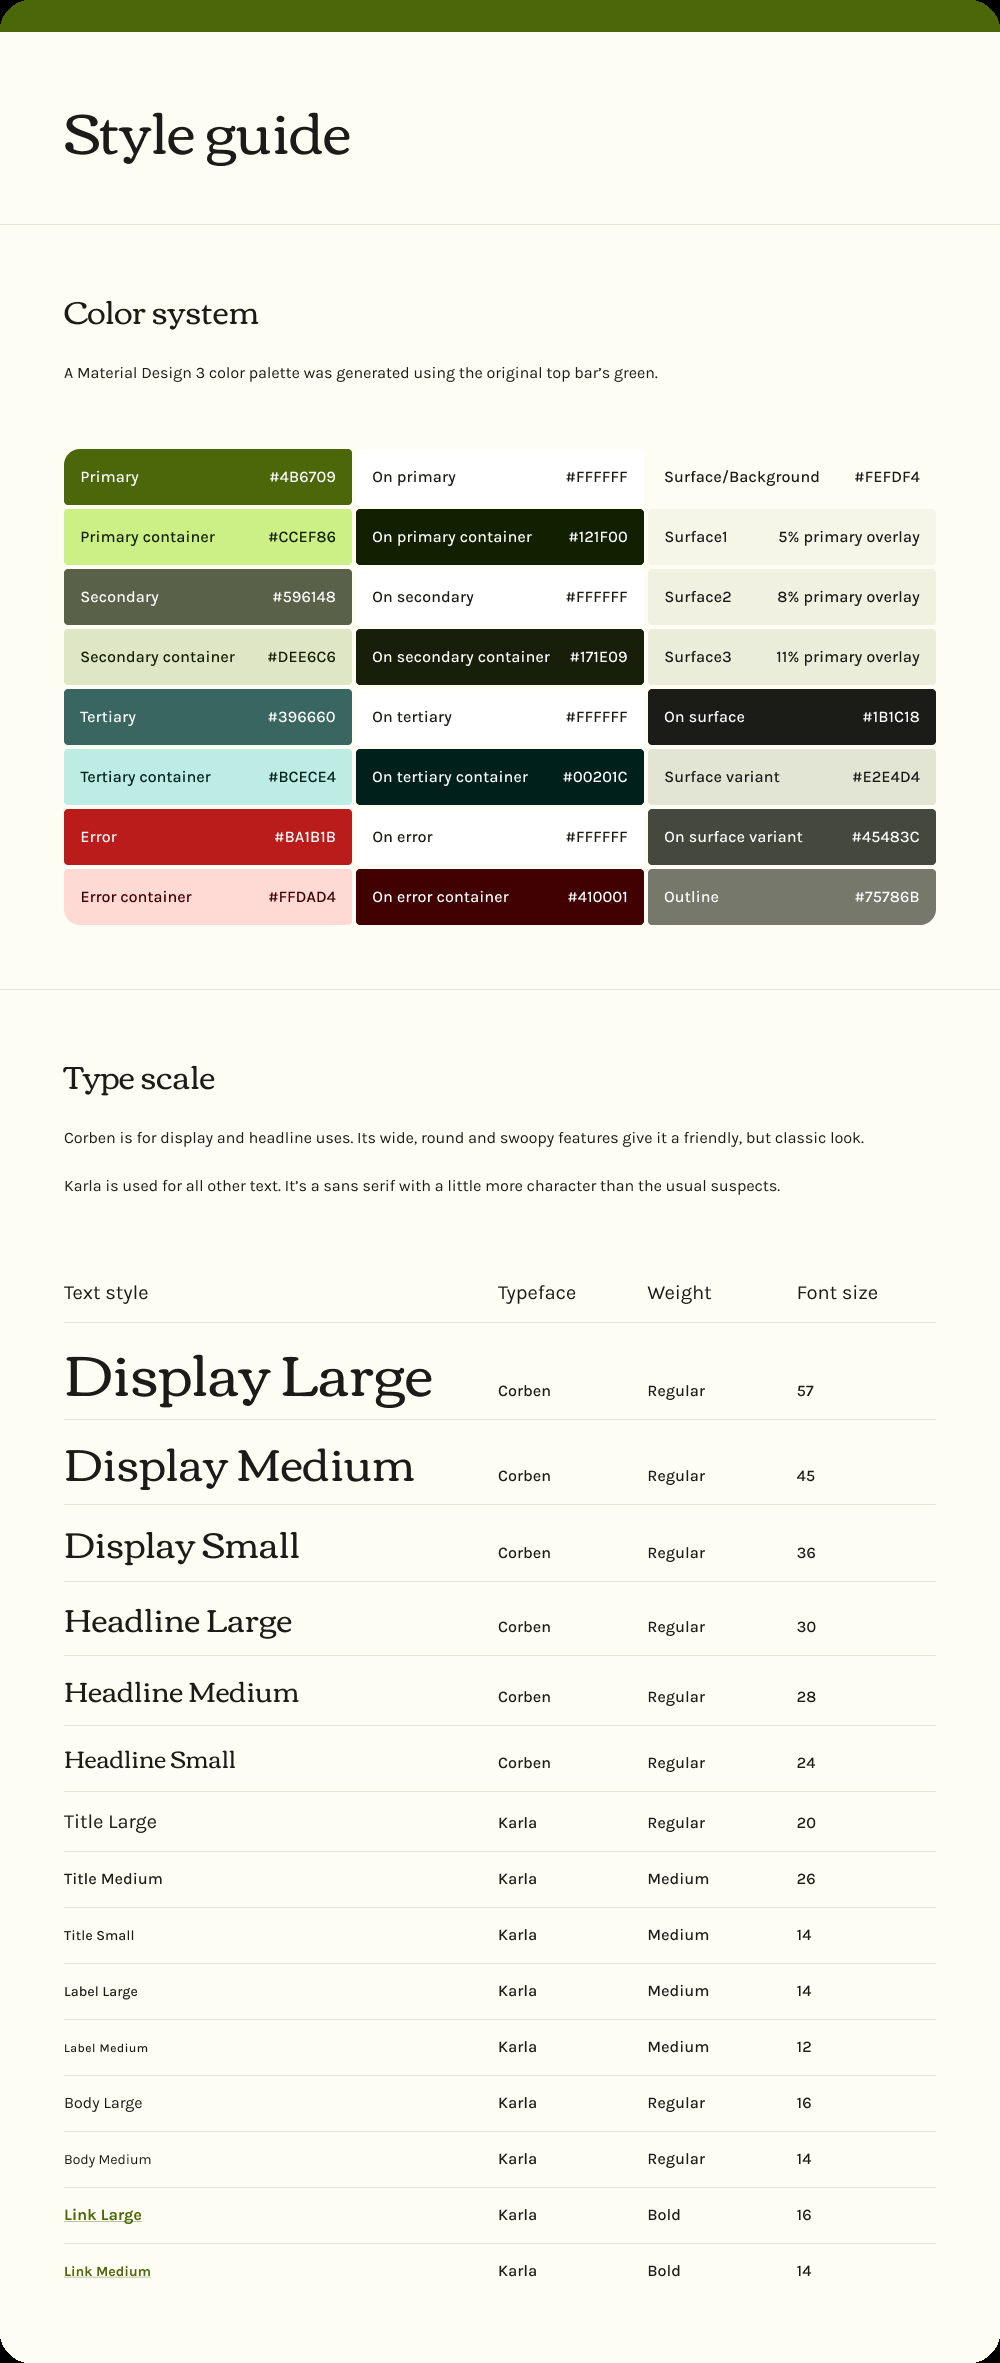 Style guide
Color system
A Material Design 3 color palette was generated using the original top bar’s green.
Primary #4B6709 On primary #FFFFFF Surface/Background #FEFDF4
Primary container #CCEF86 On primary container #121F00 Surface1 5% primary overlay
Secondary #596148 On secondary #FFFFFF Surface2 8% primary overlay
Secondary container #DEE6C6 On secondary container #171E09 Surface3 11% primary overlay
Tertiary #396660 On tertiary #FFFFFF On surface #1B1C18
Tertiary container #BCECE4 On tertiary container #00201C Surface variant #E2E4D4
Error #BA1B1B On error #FFFFFF On surface variant #45483C
Error container #FFDAD4 On error container #410001 Outline #75786B
Type scale
Corben is for display and headline uses. Its wide, round and swoopy features give it a friendly, but classic look.
Karla is used for all other text. It’s a sans serif with a little more character than the usual suspects.
Text style Typeface Weight Font size
Display Large Corben Regular 57
Display Medium Corben Regular 45
Display Small Corben Regular 36
Headline Large Corben Regular 30
Headline Medium Corben Regular 28
Headline Small Corben Regular 24
Title Large Karla Regular 20
Title Medium Karla Medium 26
Title Small Karla Medium 14
Label Large Karla Medium 14
Label Medium Karla Medium 12
Body Large Karla Regular 16
Body Medium Karla Regular 14
Link Large Karla Bold 16
Link Medium Karla Bold 14